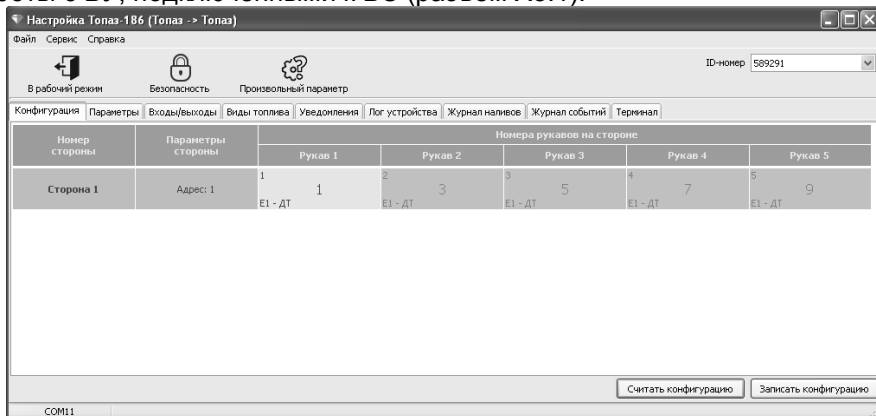 подключенными к
(разъем
Настройка Топаз-186 (Топаз -> Топаз)
Файл Сервис Справка
В рабочий режим Безопасность Произвольный параметр ID-номер 589291
Конфигурация Параметры Входы/выходы Виды топлива Уведомления Лог устройства Журнал наливов Журнал событий Терминал
Номер стороны Параметры стороны Номера рукавов на стороне
Рукав 1 Рукав 2 Рукав 3 Рукав 4 Рукав 5
1 2 3 4 5
Сторона 1 Адрес: 1 1 3 5 7 9
E1 - ДТ E1 - ДТ E1 - ДТ E1 - ДТ E1 - ДТ
Считать конфигурацию Записать конфигурацию
COM11